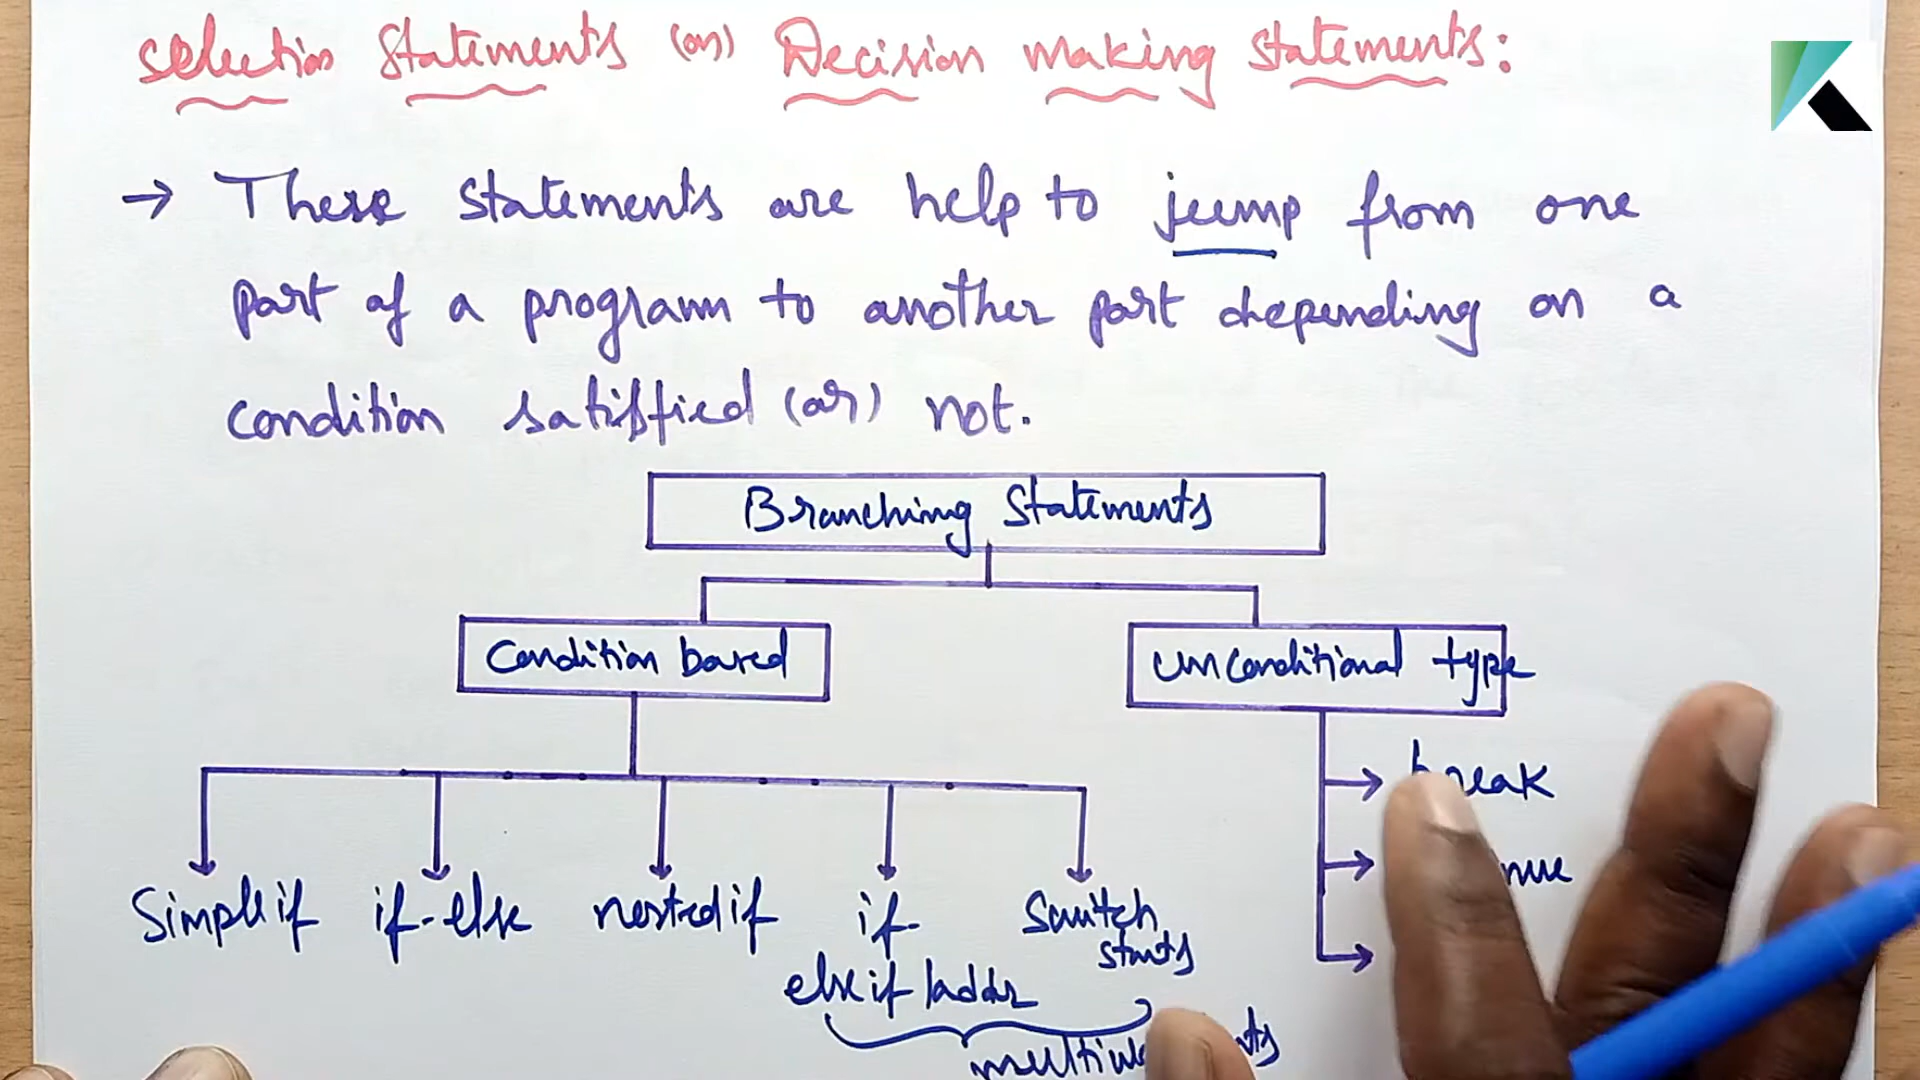 Selection Statements (or) Decision making statements:
→ These statements are help to jump from one
part of a program to another part depending on a
condition satisfied (or) not.
Branching Statements
Condition based
unconditional type
break
Simple if if-else nested if if-
else if ladder
Switch
stmts